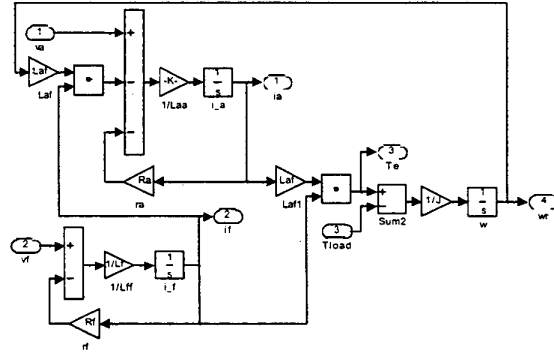 1
va
+
Laf
Laf
-K-
1/Laa
1
s
i_a
1
ia
Ra
ra
Laf
Laf1
3
Te
2
if
+
Sum2
1/J
1
s
w
4
wr
3
Tload
2
vf
+
1/Lf
1/Lff
1
s
i_f
Rf
rf